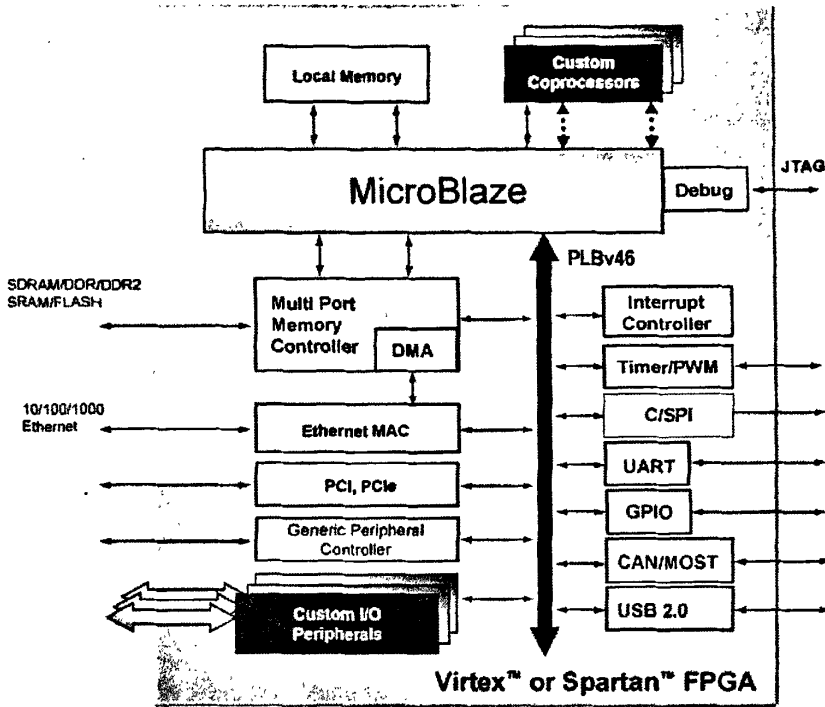 Local Memory
Custom
Coprocessors
MicroBlaze
Debug
JTAG
PLBv46
SDRAM/DDR/DDR2
SRAM/FLASH
Multi Port
Memory
Controller
DMA
Interrupt
Controller
Timer/PWM
10/100/1000
Ethernet
Ethernet MAC
C/SPI
PCI, PCIe
UART
Generic Peripheral
Controller
GPIO
CAN/MOST
Custom I/O
Peripherals
USB 2.0
Virtex™ or Spartan™ FPGA